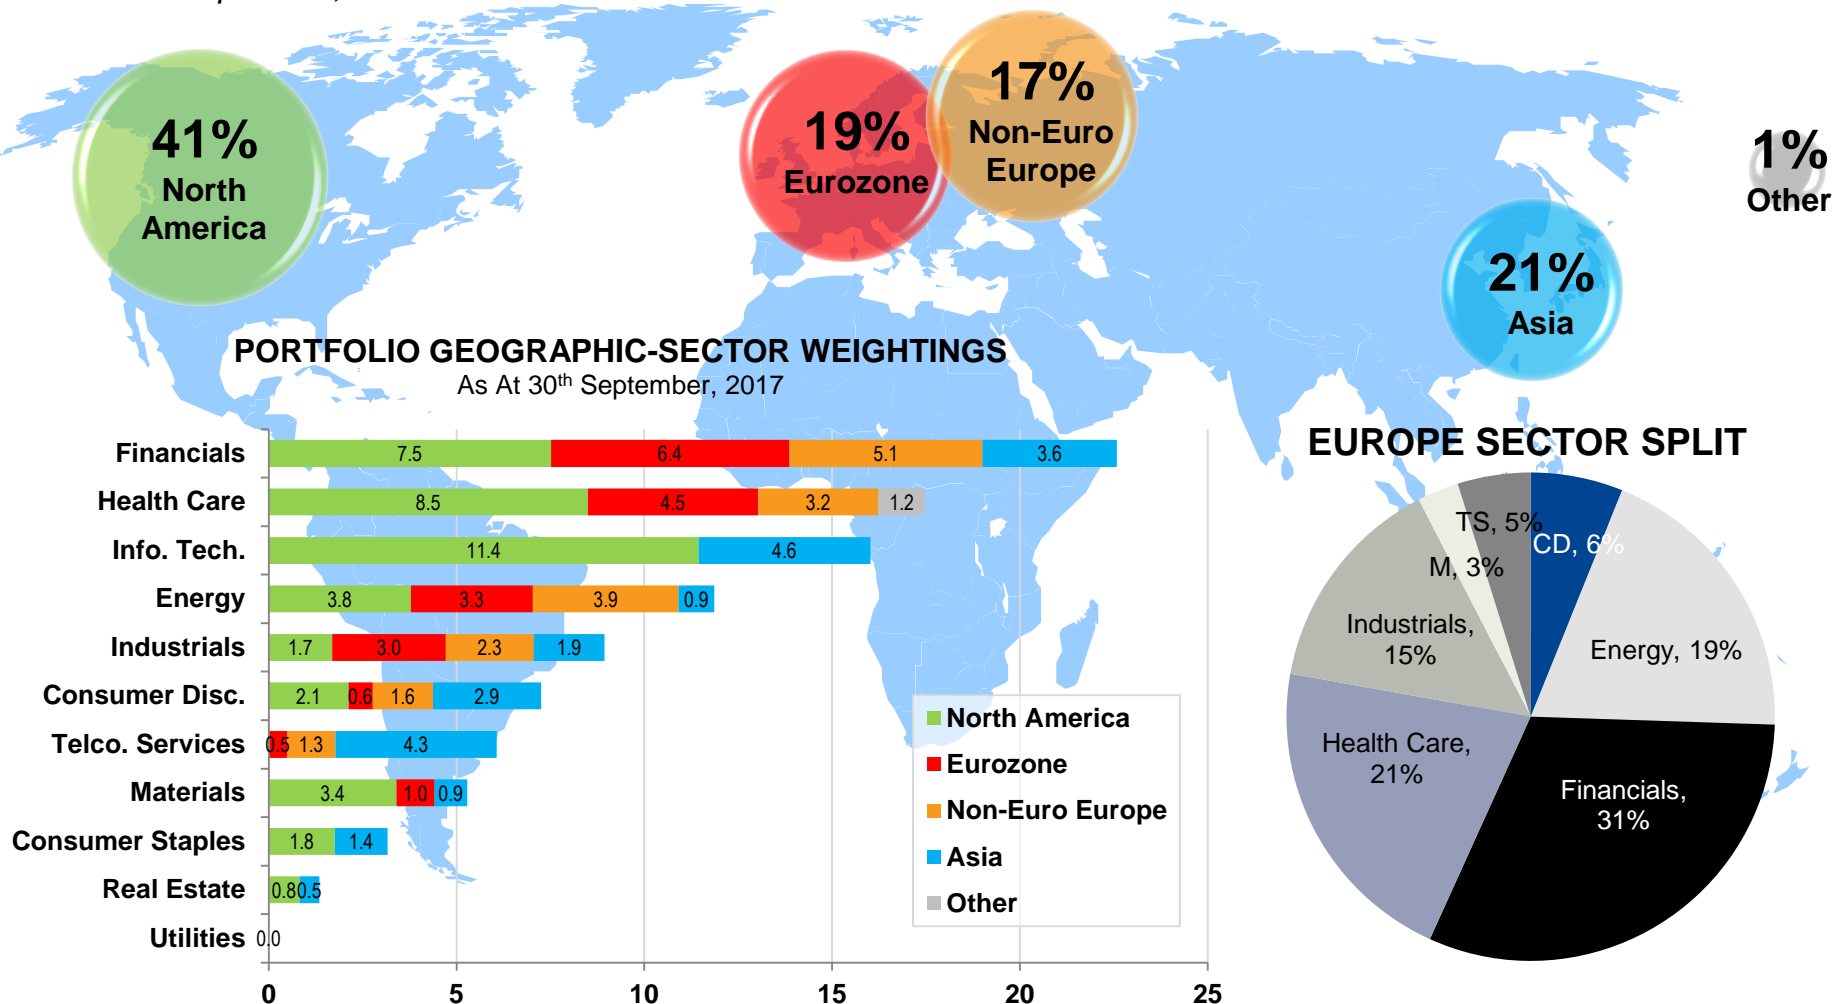 41%
North
America
19%
Eurozone
17%
Non-Euro
Europe
1%
Other
21%
Asia
PORTFOLIO GEOGRAPHIC-SECTOR WEIGHTINGS
As At 30th September, 2017
Financials 7.5 6.4 5.1 3.6
Health Care 8.5 4.5 3.2 1.2
Info. Tech. 11.4 4.6
Energy 3.8 3.3 3.9 0.9
Industrials 1.7 3.0 2.3 1.9
Consumer Disc. 2.1 0.6 1.6 2.9
Telco. Services 0.5 1.3 4.3
Materials 3.4 1.0 0.9
Consumer Staples 1.8 1.4
Real Estate 0.8 0.5
Utilities 0.0
0 5 10 15 20 25
North America
Eurozone
Non-Euro Europe
Asia
Other
EUROPE SECTOR SPLIT
TS, 5%
CD, 6%
M, 3%
Industrials,
15%
Energy, 19%
Health Care,
21%
Financials,
31%